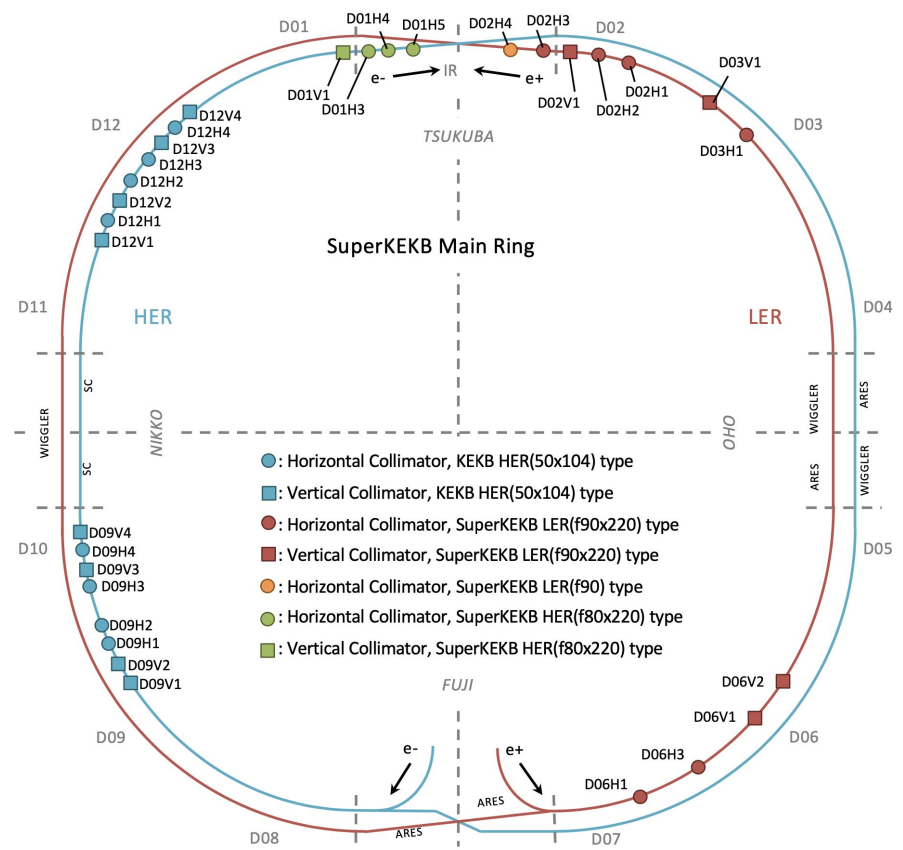 D01
D01H4
D01H5
D02H4
D02H3
D02
D01V1
D01H3
e-
IR
e+
D02V1
D02H2
D02H1
D03V1
D03H1
D03
TSUKUBA
D12
D12V4
D12H4
D12V3
D12H3
D12H2
D12V2
D12H1
D12V1
SuperKEKB Main Ring
D11
HER
LER
D04
SC
WIGGLER
NIKKO
SC
OHO
WIGGLER
ARES
ARES
WIGGLER
: Horizontal Collimator, KEKB HER(50x104) type
: Vertical Collimator, KEKB HER(50x104) type
: Horizontal Collimator, SuperKEKB LER(f90x220) type
: Vertical Collimator, SuperKEKB LER(f90x220) type
: Horizontal Collimator, SuperKEKB LER(f90) type
: Horizontal Collimator, SuperKEKB HER(f80x220) type
: Vertical Collimator, SuperKEKB HER(f80x220) type
D10
D09V4
D09H4
D09V3
D09H3
D09H2
D09H1
D09V2
D09V1
D05
FUJI
D06V2
D06V1
D06H3
D06H1
D06
D09
e-
e+
ARES
ARES
D08
D07